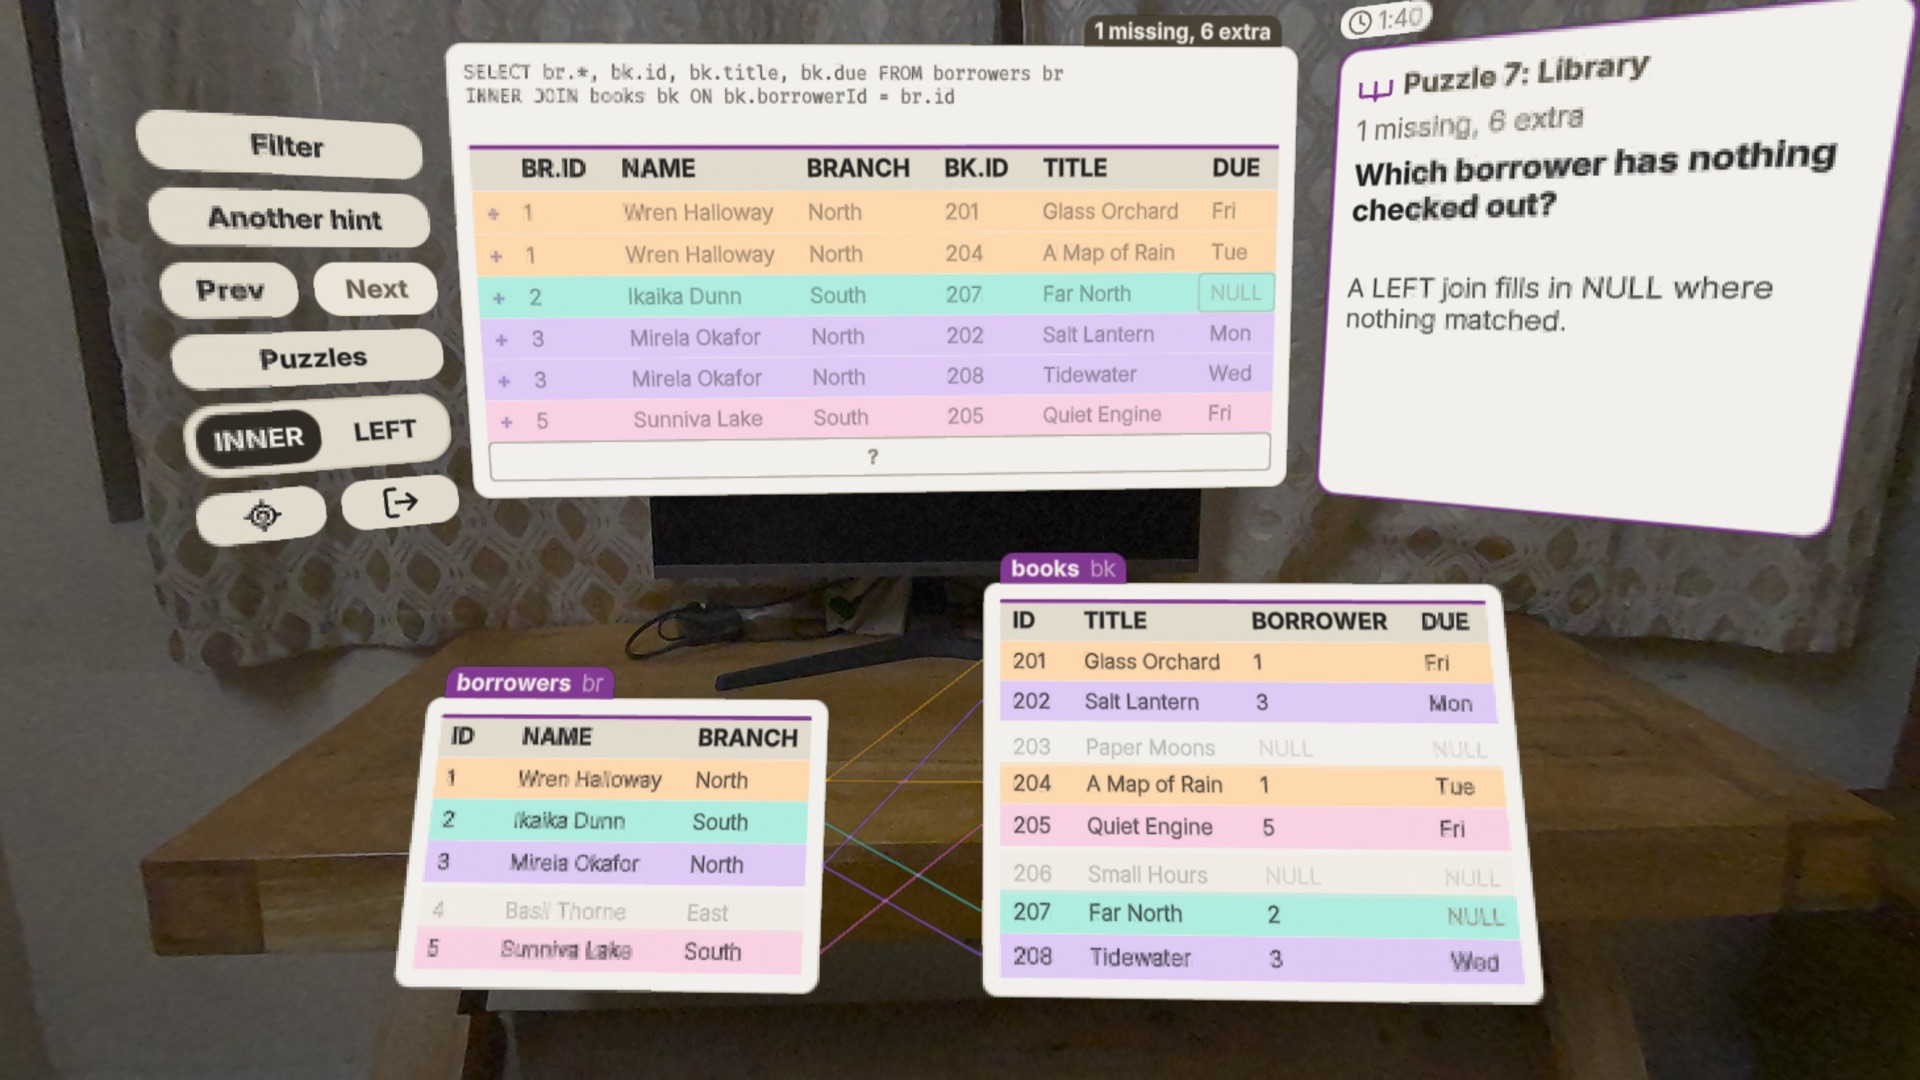 1 missing, 6 extra
SELECT br.*, bk.id, bk.title, bk.due FROM borrowers br
INNER JOIN books bk ON bk.borrowerId = br.id
BR.ID NAME BRANCH BK.ID TITLE DUE
+ 1 Wren Halloway North 201 Glass Orchard Fri
+ 1 Wren Halloway North 204 A Map of Rain Tue
+ 2 Ikaika Dunn South 207 Far North NULL
+ 3 Mirela Okafor North 202 Salt Lantern Mon
+ 3 Mirela Okafor North 208 Tidewater Wed
+ 5 Sunniva Lake South 205 Quiet Engine Fri
?
Filter
Another hint
Prev Next
Puzzles
INNER LEFT
1:40
Puzzle 7: Library
1 missing, 6 extra
Which borrower has nothing
checked out?
A LEFT join fills in NULL where
nothing matched.
borrowers br
ID NAME BRANCH
1 Wren Halloway North
2 Ikaika Dunn South
3 Mirela Okafor North
4 Basil Thorne East
5 Sunniva Lake South
books bk
ID TITLE BORROWER DUE
201 Glass Orchard 1 Fri
202 Salt Lantern 3 Mon
203 Paper Moons NULL NULL
204 A Map of Rain 1 Tue
205 Quiet Engine 5 Fri
206 Small Hours NULL NULL
207 Far North 2 NULL
208 Tidewater 3 Wed